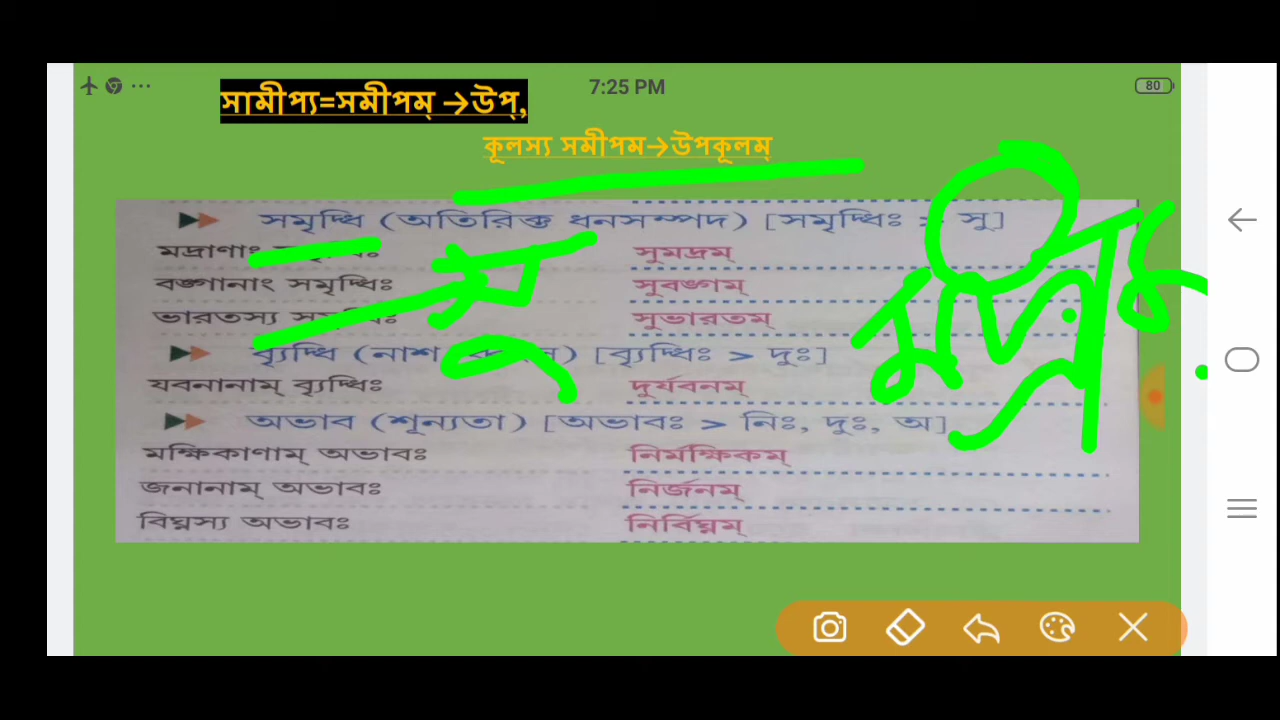 7:25 PM
80
সামীপ্য=সমীপম্ →উপ্,
কূলস্য সমীপম→উপকূলম্
সমৃদ্ধি (অতিরিক্ত ধনসম্পদ) [সমৃদ্ধিঃ > সু]
মদ্রাণাং সমৃদ্ধিঃ সুমদ্রম্
বঙ্গানাং সমৃদ্ধিঃ সুবঙ্গম্
ভারতস্য সমৃদ্ধিঃ সুভারতম্
সু
ব্যৃদ্ধি (নাশ [ব্যৃদ্ধিঃ > দুঃ]
যবনানাম্ ব্যৃদ্ধিঃ দুর্যবনম্
অভাব (শূন্যতা) [অভাবঃ > নিঃ, দুঃ, অ]
মক্ষিকাণাম্ অভাবঃ নির্মক্ষিকম্
জনানাম্ অভাবঃ নির্জনম্
বিঘ্নস্য অভাবঃ নির্বিঘ্নম্